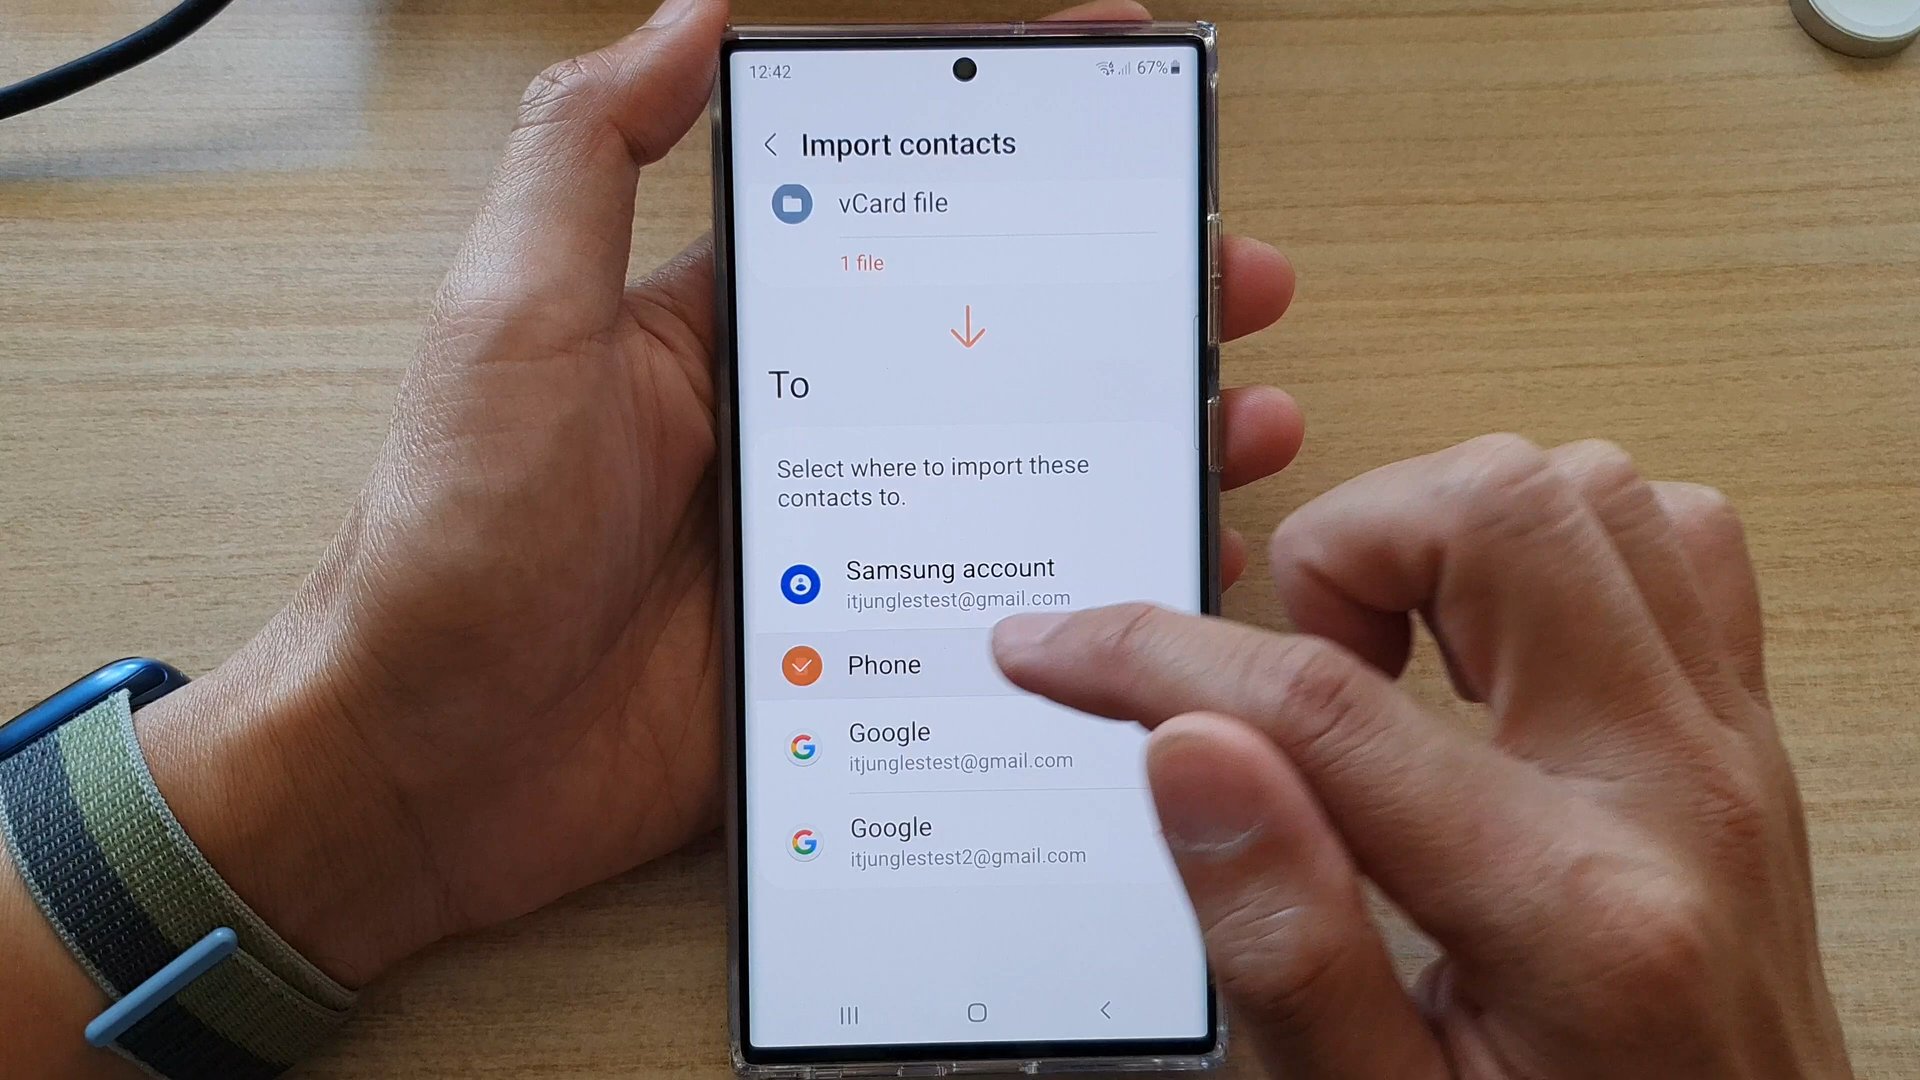 12:42
67%
Import contacts
vCard file
1 file
To
Select where to import these
contacts to.
Samsung account
itjunglestest@gmail.com
Phone
Google
itjunglestest@gmail.com
Google
itjunglestest2@gmail.com